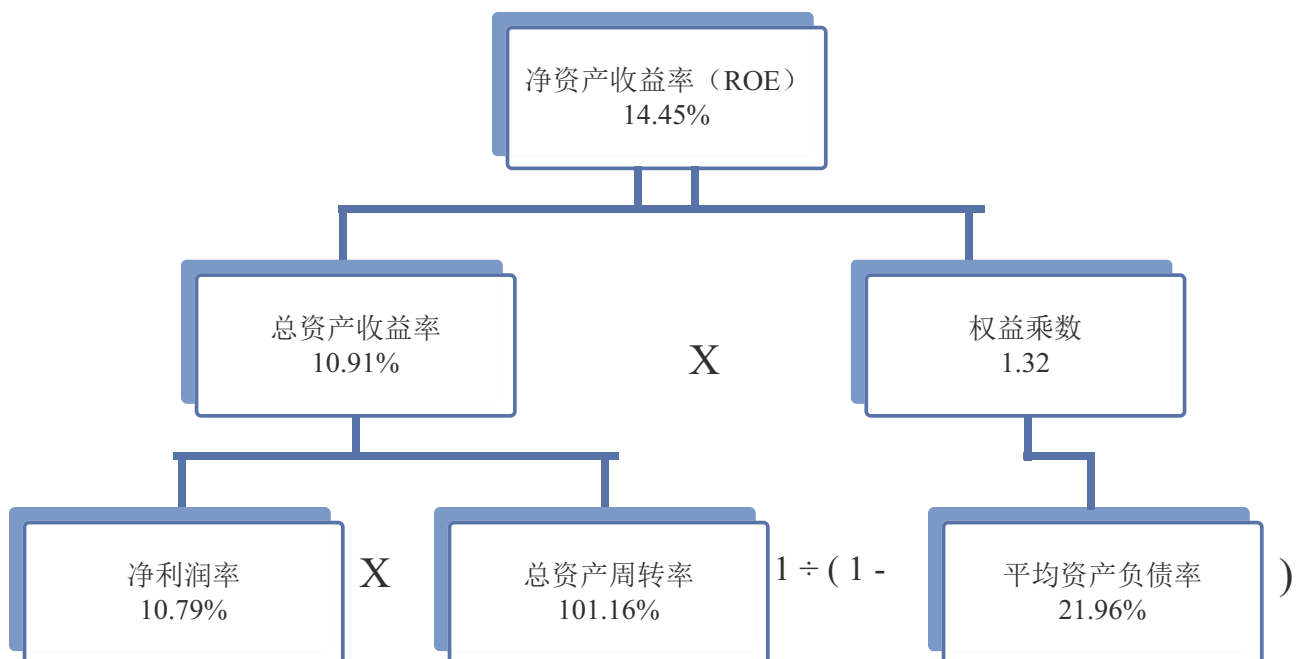 净资产收益率（ROE）
14.45%
总资产收益率
10.91%
X
权益乘数
1.32
净利润率
10.79%
X
总资产周转率
101.16%
1 ÷ ( 1 -
平均资产负债率
21.96%
)